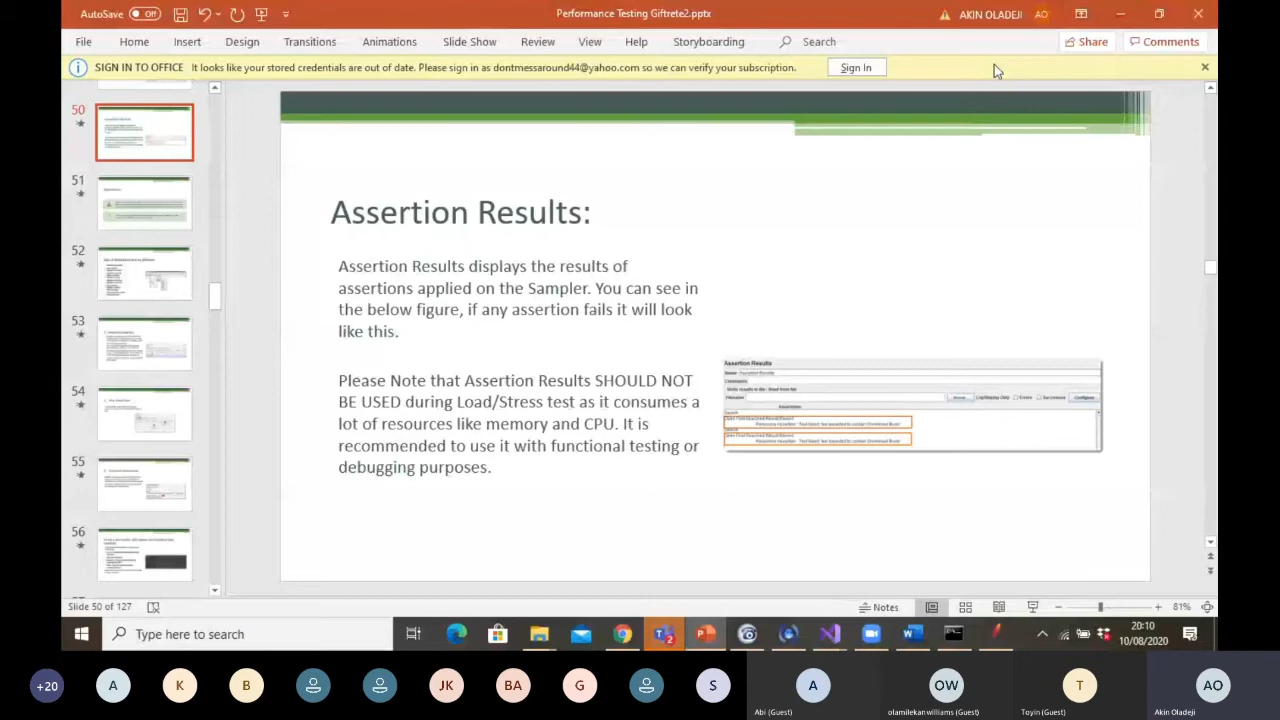 AutoSave Off
Performance Testing Giftrete2.pptx
AKIN OLADEJI AO
File Home Insert Design Transitions Animations Slide Show Review View Help Storyboarding Search Share Comments
SIGN IN TO OFFICE It looks like your stored credentials are out of date. Please sign in as dontmessaround44@yahoo.com so we can verify your subscription. Sign In
50
51
52
53
54
55
56
Assertion Results:
Assertion Results displays the results of
assertions applied on the Sampler. You can see in
the below figure, if any assertion fails it will look
like this.
Please Note that Assertion Results SHOULD NOT
BE USED during Load/Stress test as it consumes a
lot of resources like memory and CPU. It is
recommended to use it with functional testing or
debugging purposes.
Assertion Results
Slide 50 of 127
Notes
81%
Type here to search
2
20:10
10/08/2020
+20 A K B JK BA G S A OW T AO
Abi (Guest) olamilekan williams (Guest) Toyin (Guest) Akin Oladeji